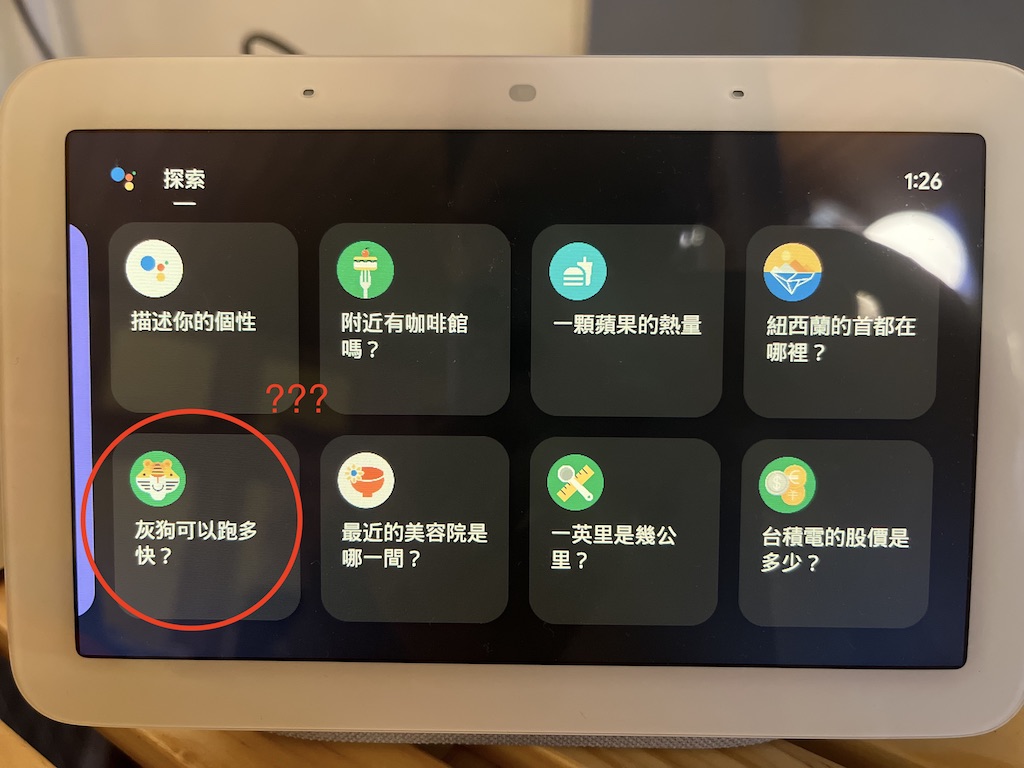 探索
1:26
描述你的個性
附近有咖啡館
嗎？
一顆蘋果的熱量
紐西蘭的首都在
哪裡？
???
灰狗可以跑多
快？
最近的美容院是
哪一間？
一英里是幾公
里？
台積電的股價是
多少？